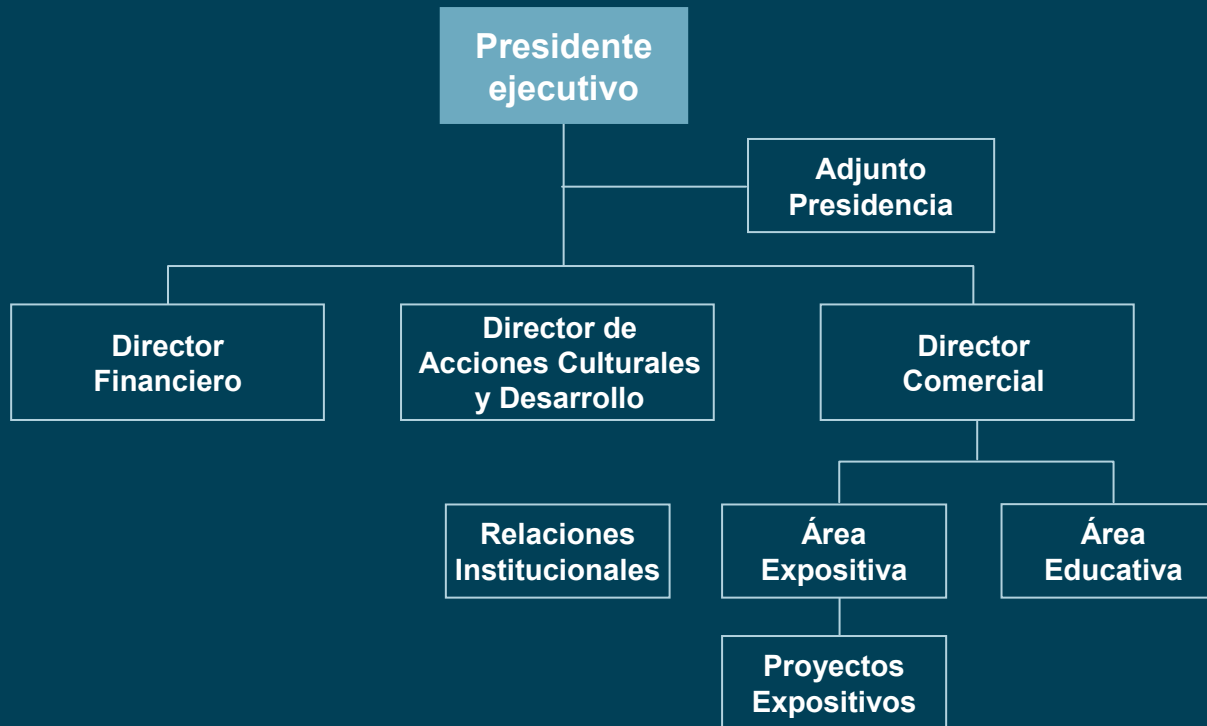 Presidente
ejecutivo
Adjunto
Presidencia
Director
Financiero
Director de
Acciones Culturales
y Desarrollo
Director
Comercial
Relaciones
Institucionales
Área
Expositiva
Área
Educativa
Proyectos
Expositivos